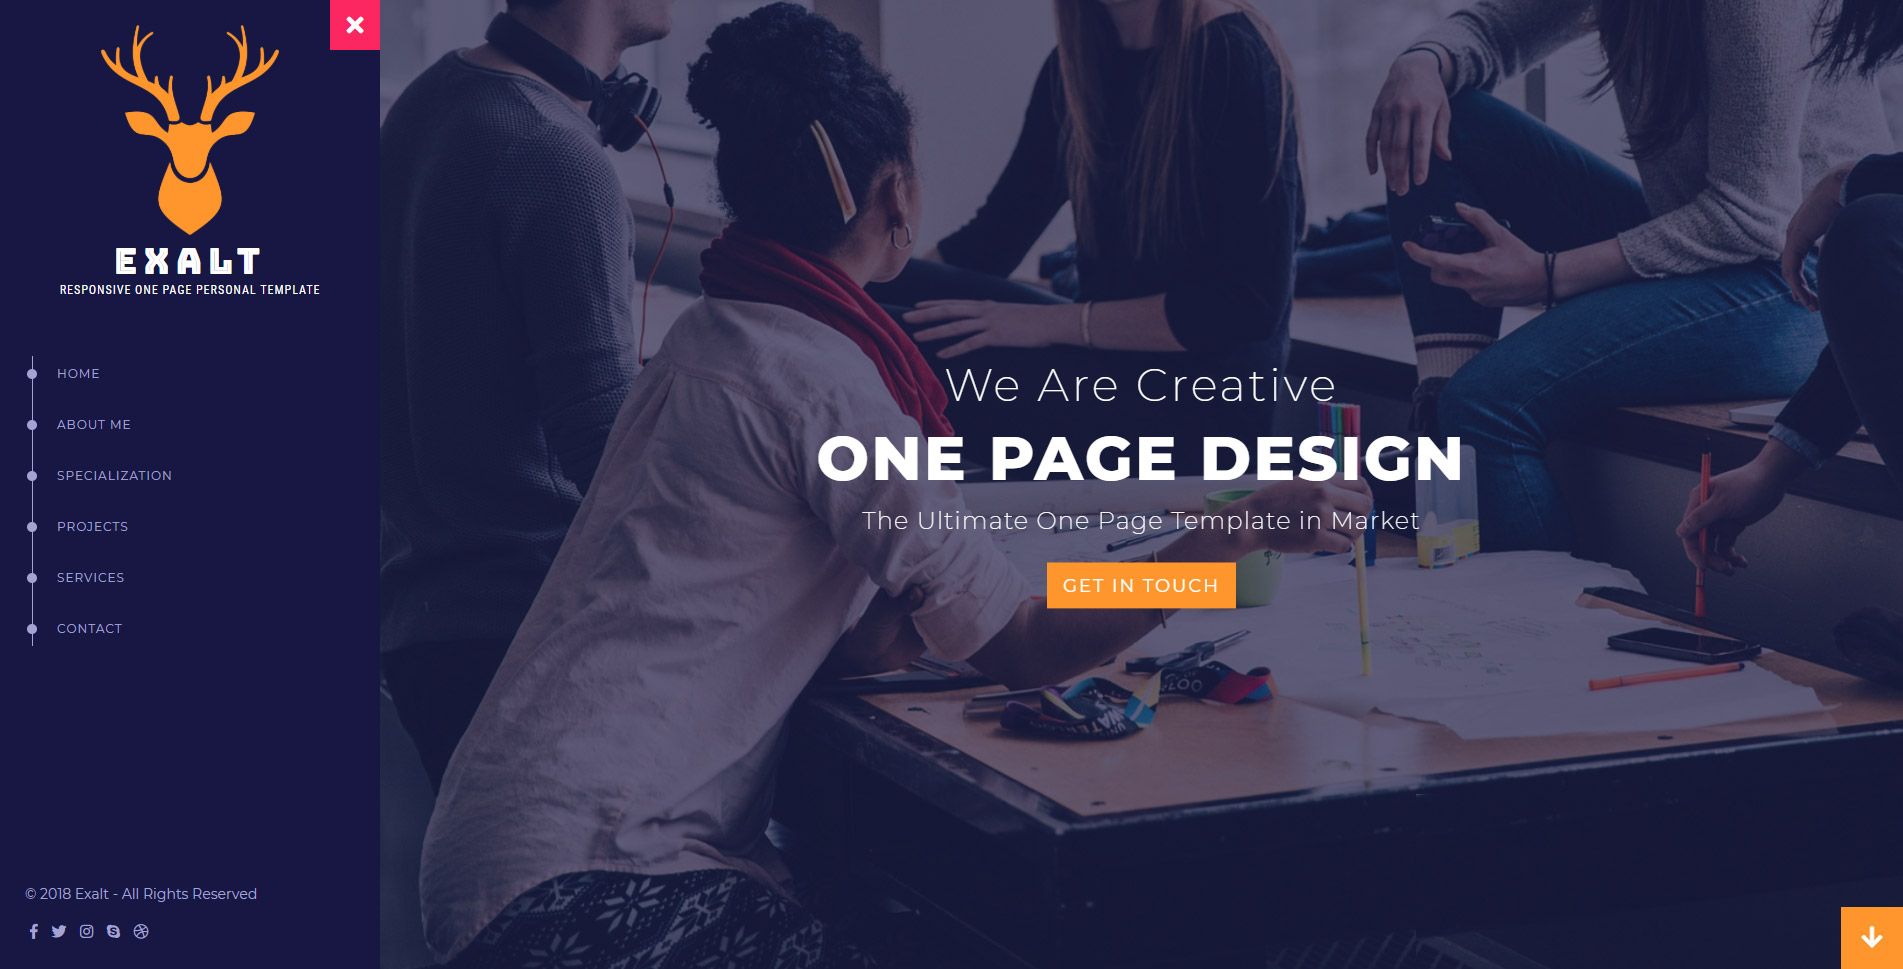 EXALT
RESPONSIVE ONE PAGE PERSONAL TEMPLATE
HOME
ABOUT ME
SPECIALIZATION
PROJECTS
SERVICES
CONTACT
© 2018 Exalt - All Rights Reserved
We Are Creative
ONE PAGE DESIGN
The Ultimate One Page Template in Market
GET IN TOUCH